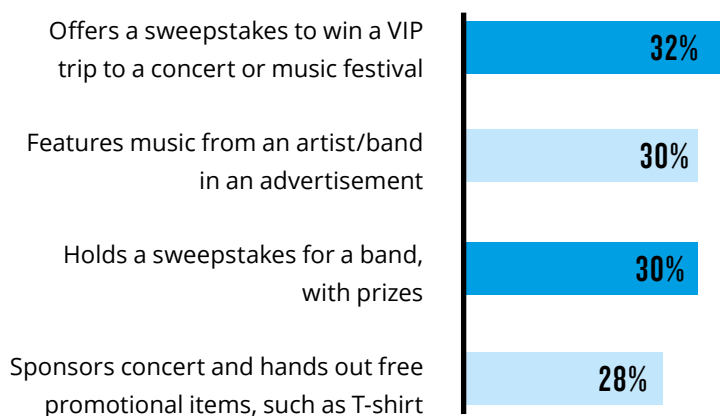 Offers a sweepstakes to win a VIP
trip to a concert or music festival
32%
Features music from an artist/band
in an advertisement
30%
Holds a sweepstakes for a band,
with prizes
30%
Sponsors concert and hands out free
promotional items, such as T-shirt
28%